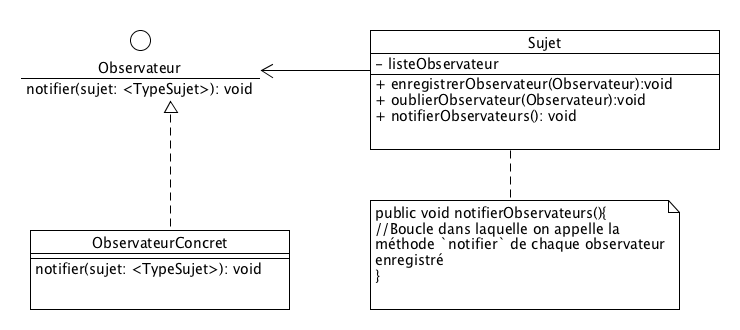 Observateur
notifier(sujet: <TypeSujet>): void
Sujet
- listeObservateur
+ enregistrerObservateur(Observateur):void
+ oublierObservateur(Observateur):void
+ notifierObservateurs(): void
ObservateurConcret
notifier(sujet: <TypeSujet>): void
public void notifierObservateurs(){
//Boucle dans laquelle on appelle la
méthode `notifier` de chaque observateur
enregistré
}